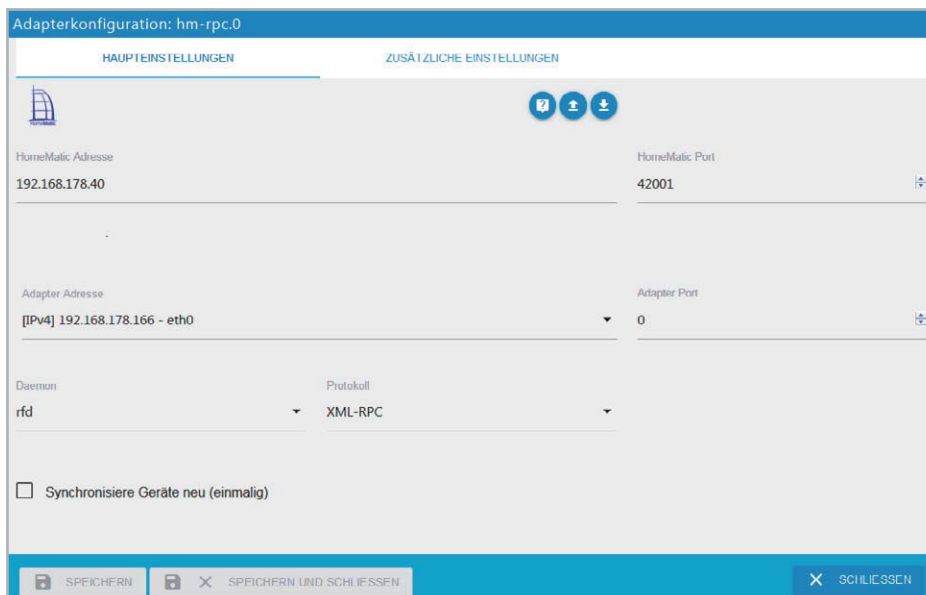 Adapterkonfiguration: hm-rpc.0
HAUPTEINSTELLUNGEN
ZUSÄTZLICHE EINSTELLUNGEN
HomeMatic Adresse
HomeMatic Port
192.168.178.40
42001
Adapter Adresse
Adapter Port
[IPv4] 192.168.178.166 - eth0
0
Daemon
Protokoll
rfd
XML-RPC
Synchronisiere Geräte neu (einmalig)
SPEICHERN
SPEICHERN UND SCHLIESSEN
SCHLIESSEN